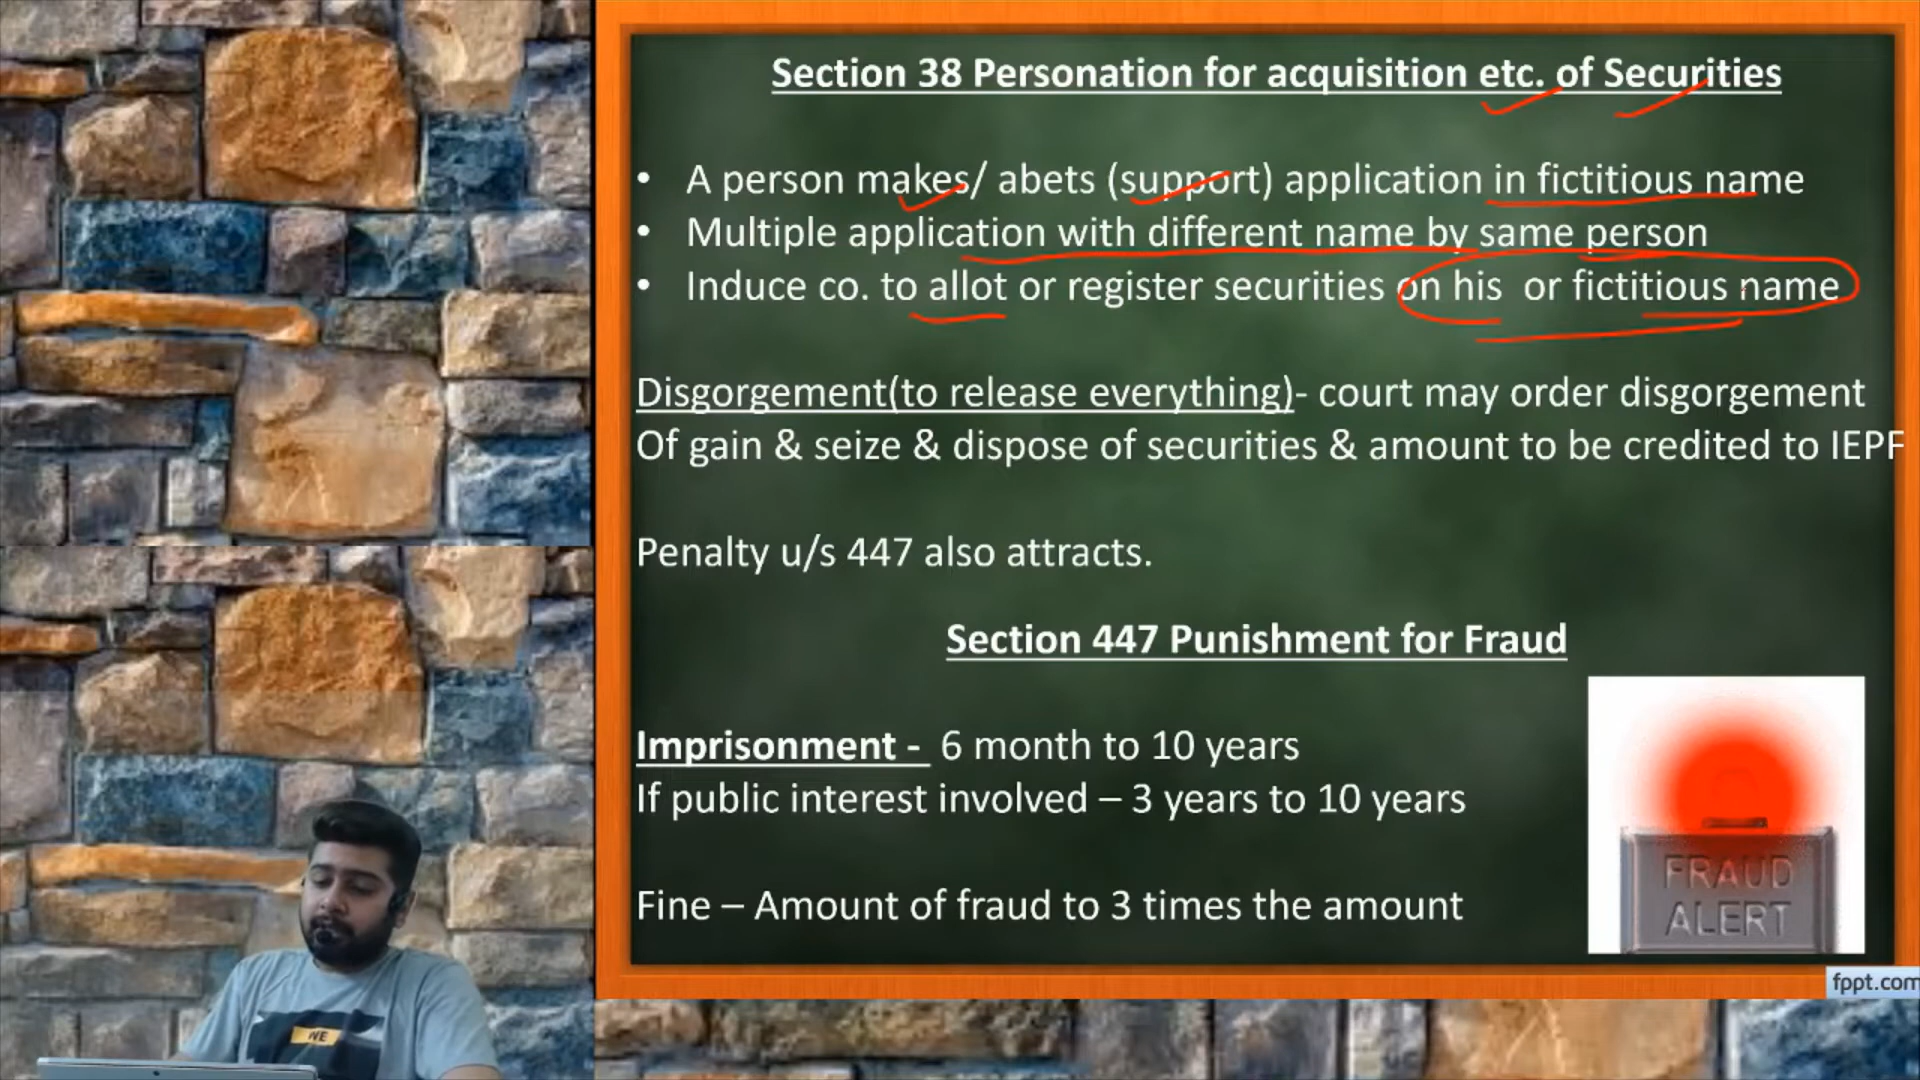 Section 38 Personation for acquisition etc. of Securities
• A person makes/ abets (support) application in fictitious name
• Multiple application with different name by same person
• Induce co. to allot or register securities on his or fictitious name
Disgorgement(to release everything)- court may order disgorgement
Of gain & seize & dispose of securities & amount to be credited to IEPF
Penalty u/s 447 also attracts.
Section 447 Punishment for Fraud
Imprisonment - 6 month to 10 years
If public interest involved – 3 years to 10 years
Fine – Amount of fraud to 3 times the amount
FRAUD
ALERT
fppt.com
NE